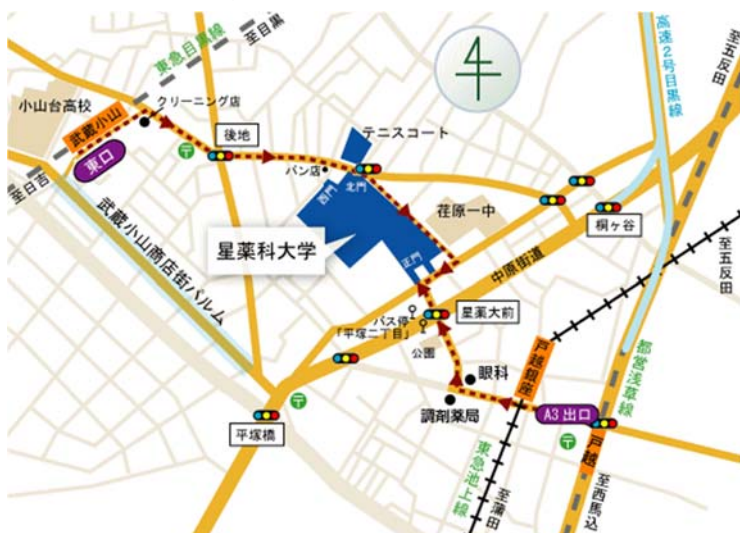 東急目黒線
至目黒
小山台高校
クリーニング店
武蔵小山
東口
至日吉
後地
テニスコート
パン店
西門
北門
荏原一中
高速2号目黒線
至五反田
桐ヶ谷
至五反田
星薬科大学
武蔵小山商店街パルム
正門
中原街道
星薬大前
バス停
「平塚二丁目」
公園
眼科
調剤薬局
平塚橋
戸越銀座
A3 出口
戸越
都営浅草線
東急池上線
至蒲田
至西馬込